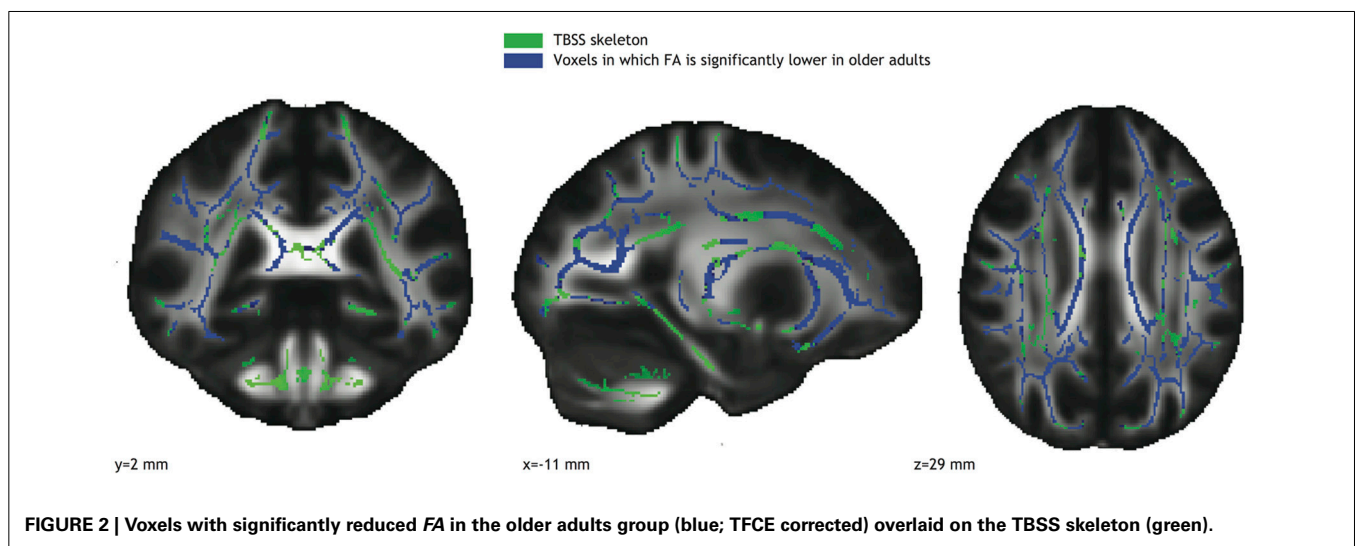 TBSS skeleton
Voxels in which FA is significantly lower in older adults
y=2 mm
x=-11 mm
z=29 mm
FIGURE 2 | Voxels with significantly reduced FA in the older adults group (blue; TFCE corrected) overlaid on the TBSS skeleton (green).